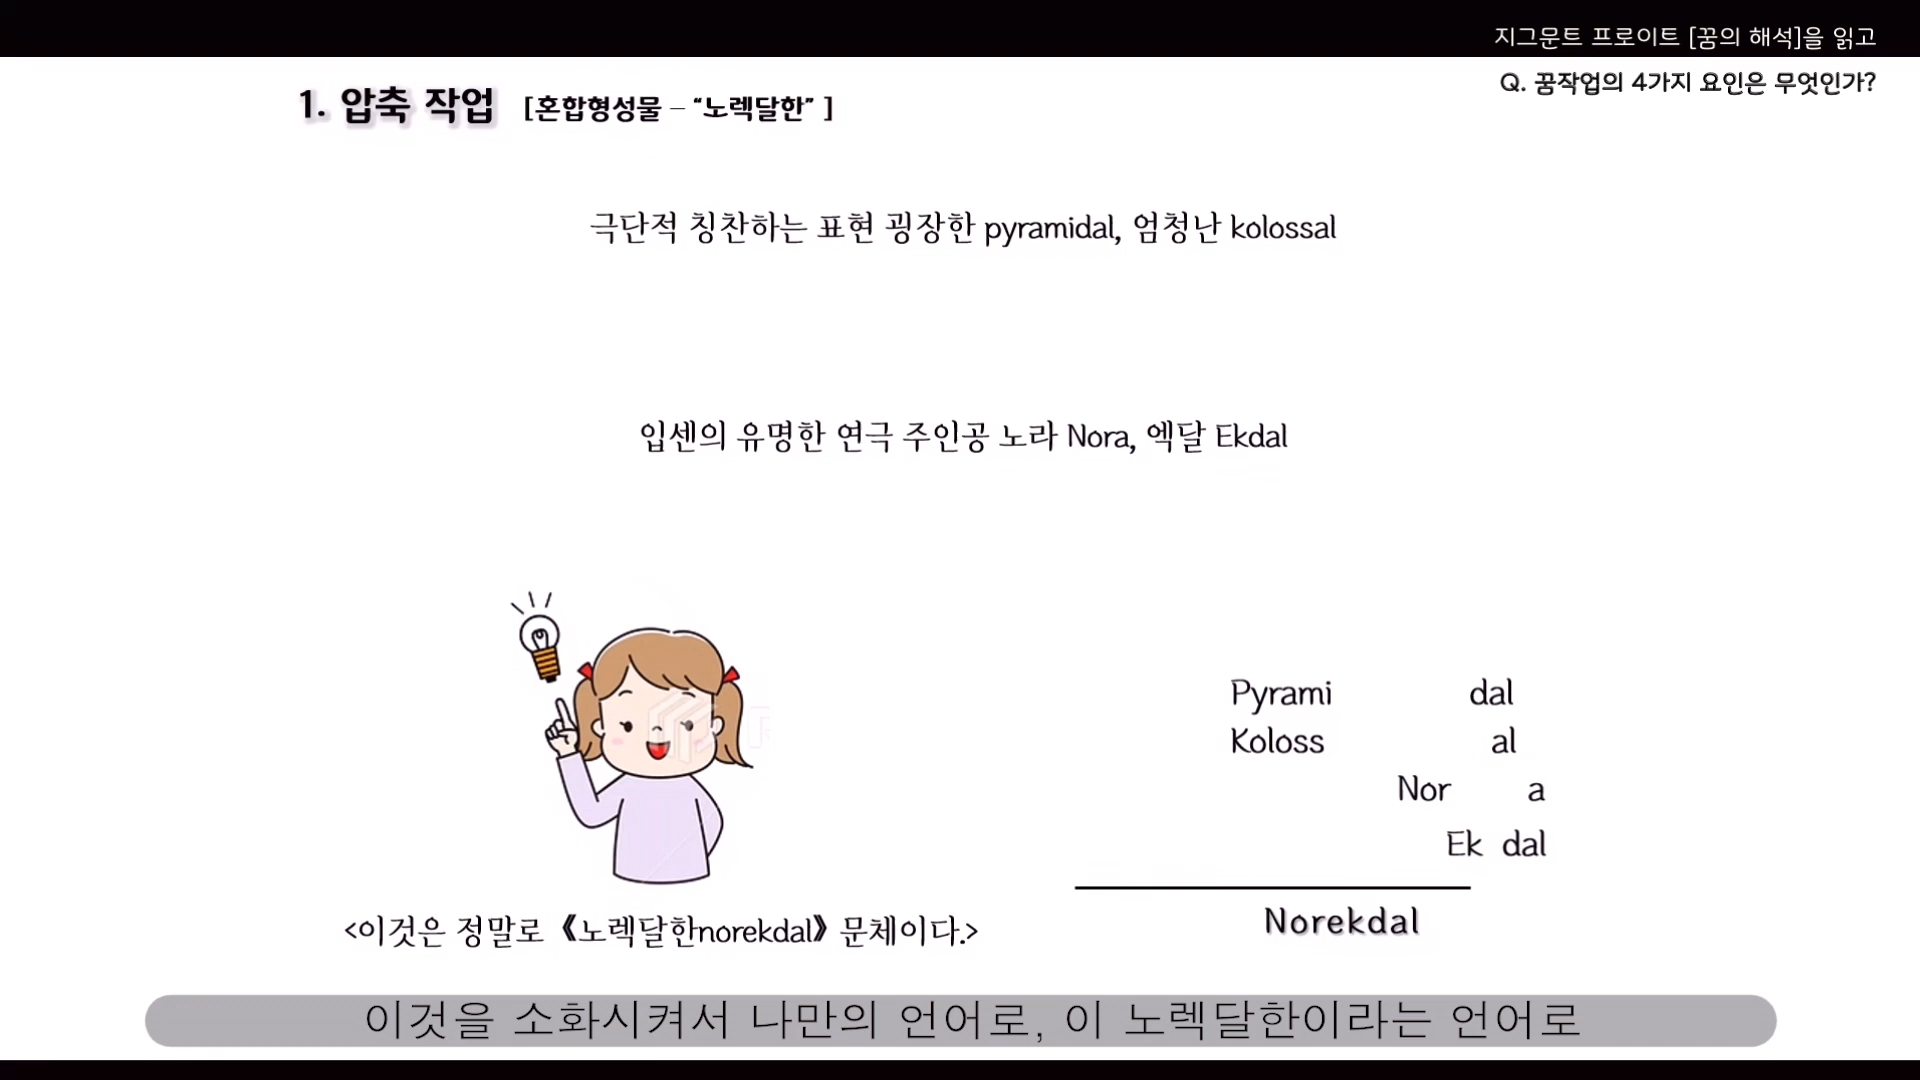 지그문트 프로이트 [꿈의 해석]을 읽고
Q. 꿈작업의 4가지 요인은 무엇인가?
1. 압축 작업 [혼합형성물 – “노렉달한” ]
극단적 칭찬하는 표현 굉장한 pyramidal, 엄청난 kolossal
입센의 유명한 연극 주인공 노라 Nora, 엑달 Ekdal
Pyrami dal
Koloss al
Nor a
Ek dal
Norekdal
<이것은 정말로 《노렉달한norekdal》 문체이다.>
이것을 소화시켜서 나만의 언어로, 이 노렉달한이라는 언어로